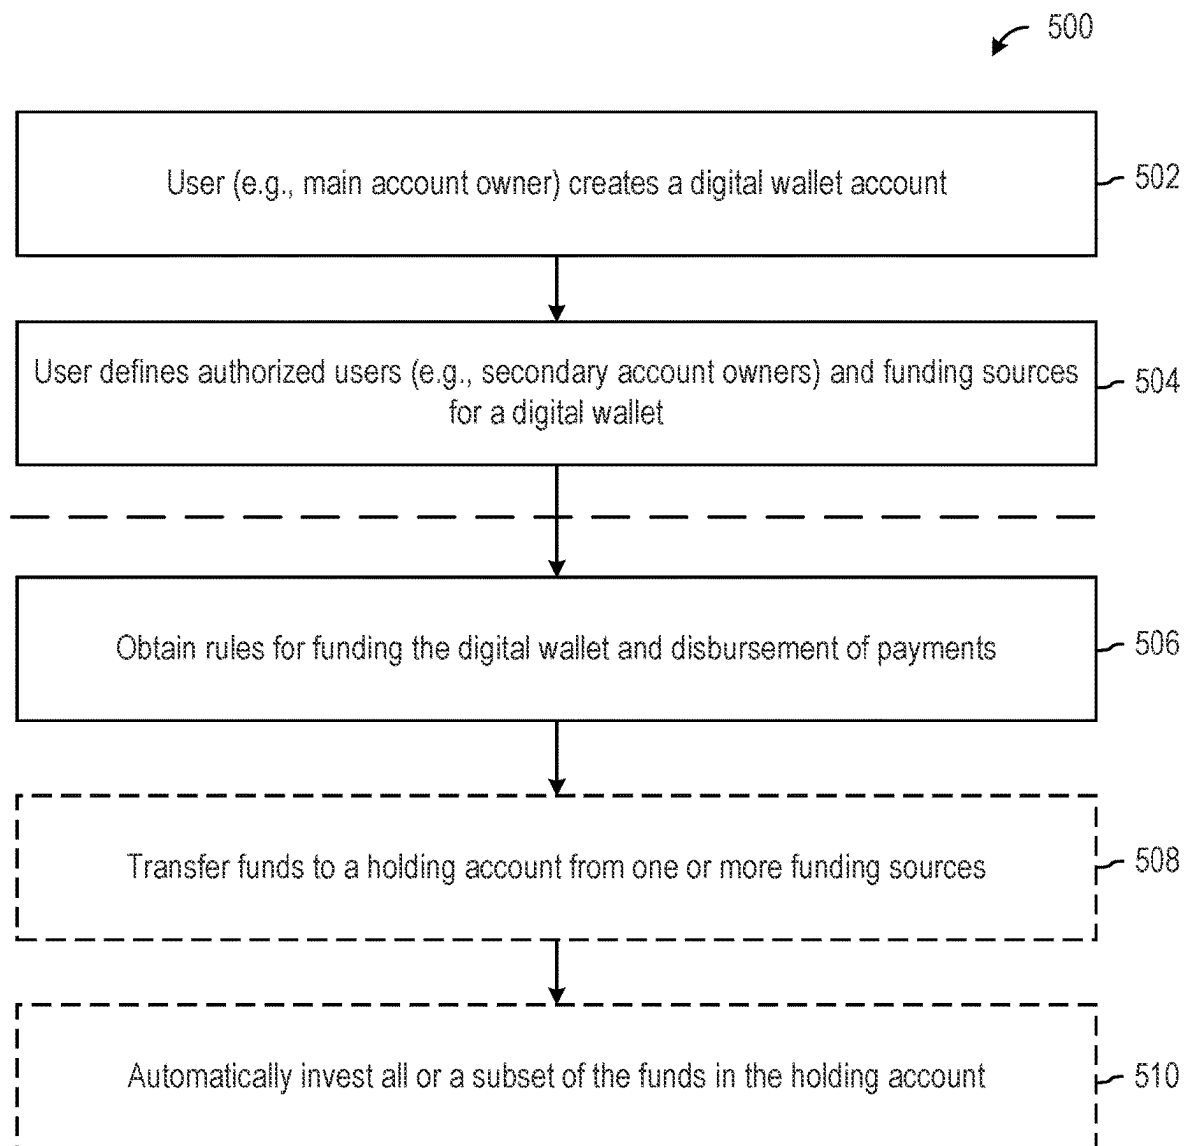 500
User (e.g., main account owner) creates a digital wallet account
502
User defines authorized users (e.g., secondary account owners) and funding sources
for a digital wallet
504
Obtain rules for funding the digital wallet and disbursement of payments
506
Transfer funds to a holding account from one or more funding sources
508
Automatically invest all or a subset of the funds in the holding account
510